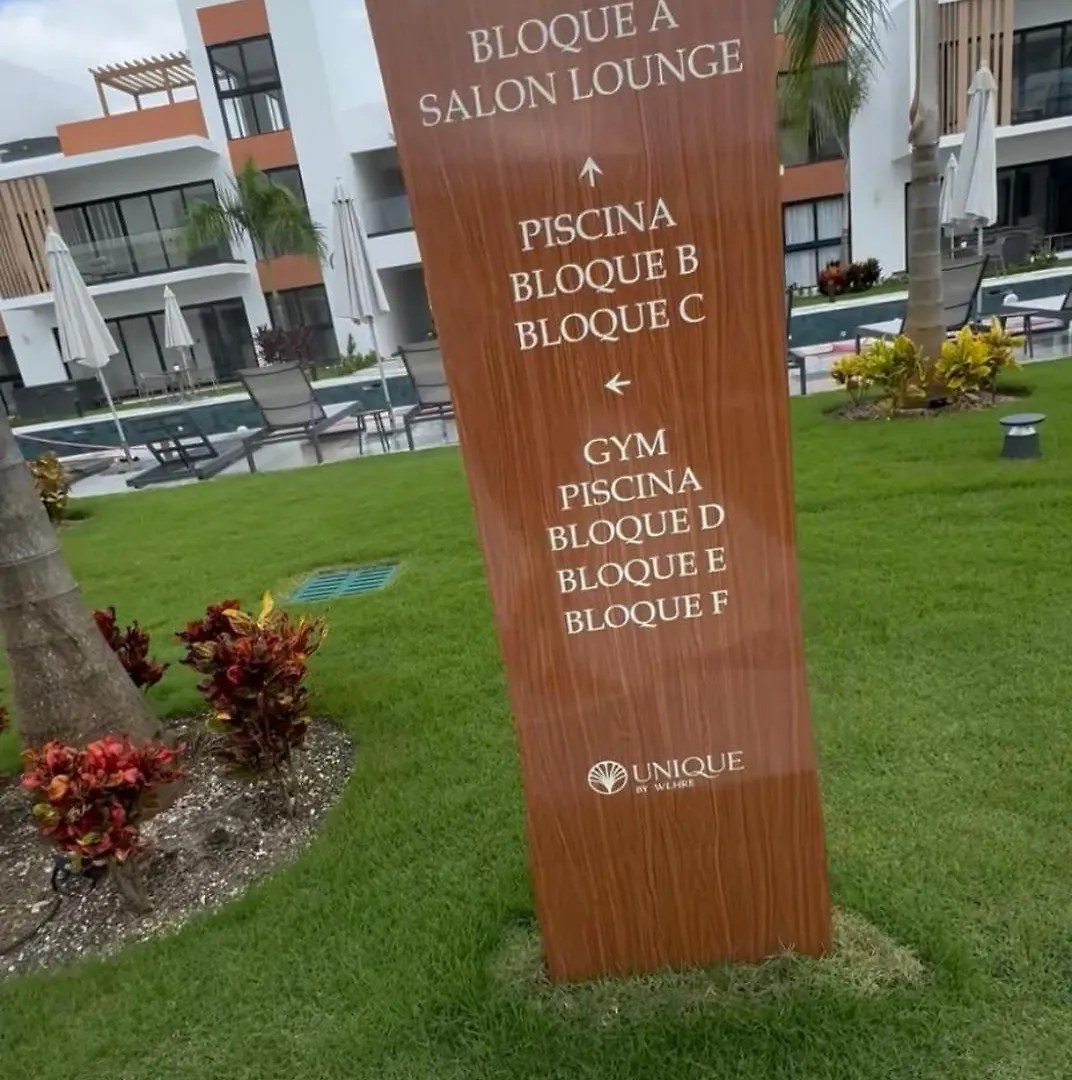 BLOQUE A
SALON LOUNGE
↑
PISCINA
BLOQUE B
BLOQUE C
←
GYM
PISCINA
BLOQUE D
BLOQUE E
BLOQUE F
UNIQUE
BY WLHRE